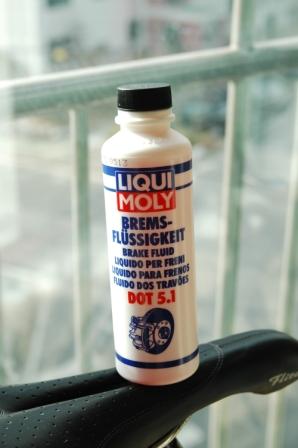 LIQUI
MOLY
BREMS-
FLÜSSIGKEIT
BRAKE FLUID
LIQUIDO PER FRENI
LIQUIDO PARA FRENOS
FLUIDO DOS TRAVÕES
DOT 5.1